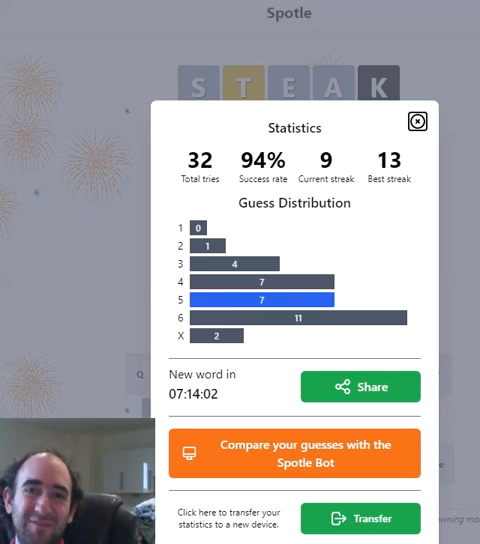 Spotle
S T E A K
Statistics
32 94% 9 13
Total tries Success rate Current streak Best streak
Guess Distribution
1 0
2 1
3 4
4 7
5 7
6 11
X 2
New word in
07:14:02
Share
Q
Compare your guesses with the
Spotle Bot
e
Click here to transfer your
statistics to a new device.
Transfer
owning mo